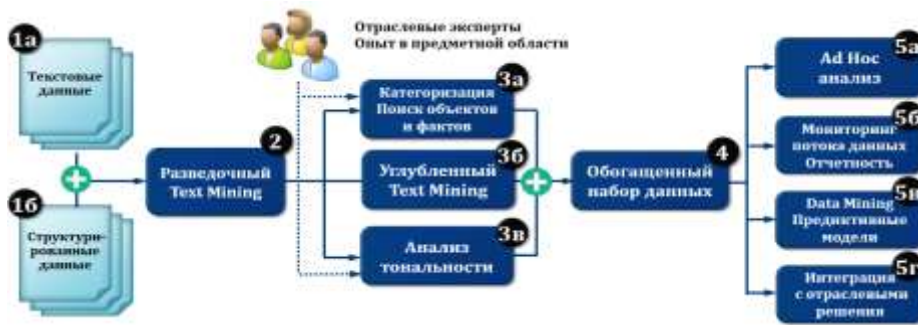 1а
Текстовые
данные
1б
Структури-
рованные
данные
2
Разведочный
Text Mining
Отраслевые эксперты
Опыт в предметной области
3а
Категоризация
Поиск объектов
и фактов
3б
Углубленный
Text Mining
3в
Анализ
тональности
4
Обогащенный
набор данных
5а
Ad Hoc
анализ
5б
Мониторинг
потока данных
Отчетность
5в
Data Mining
Предиктивные
модели
5г
Интеграция
с отраслевыми
решения